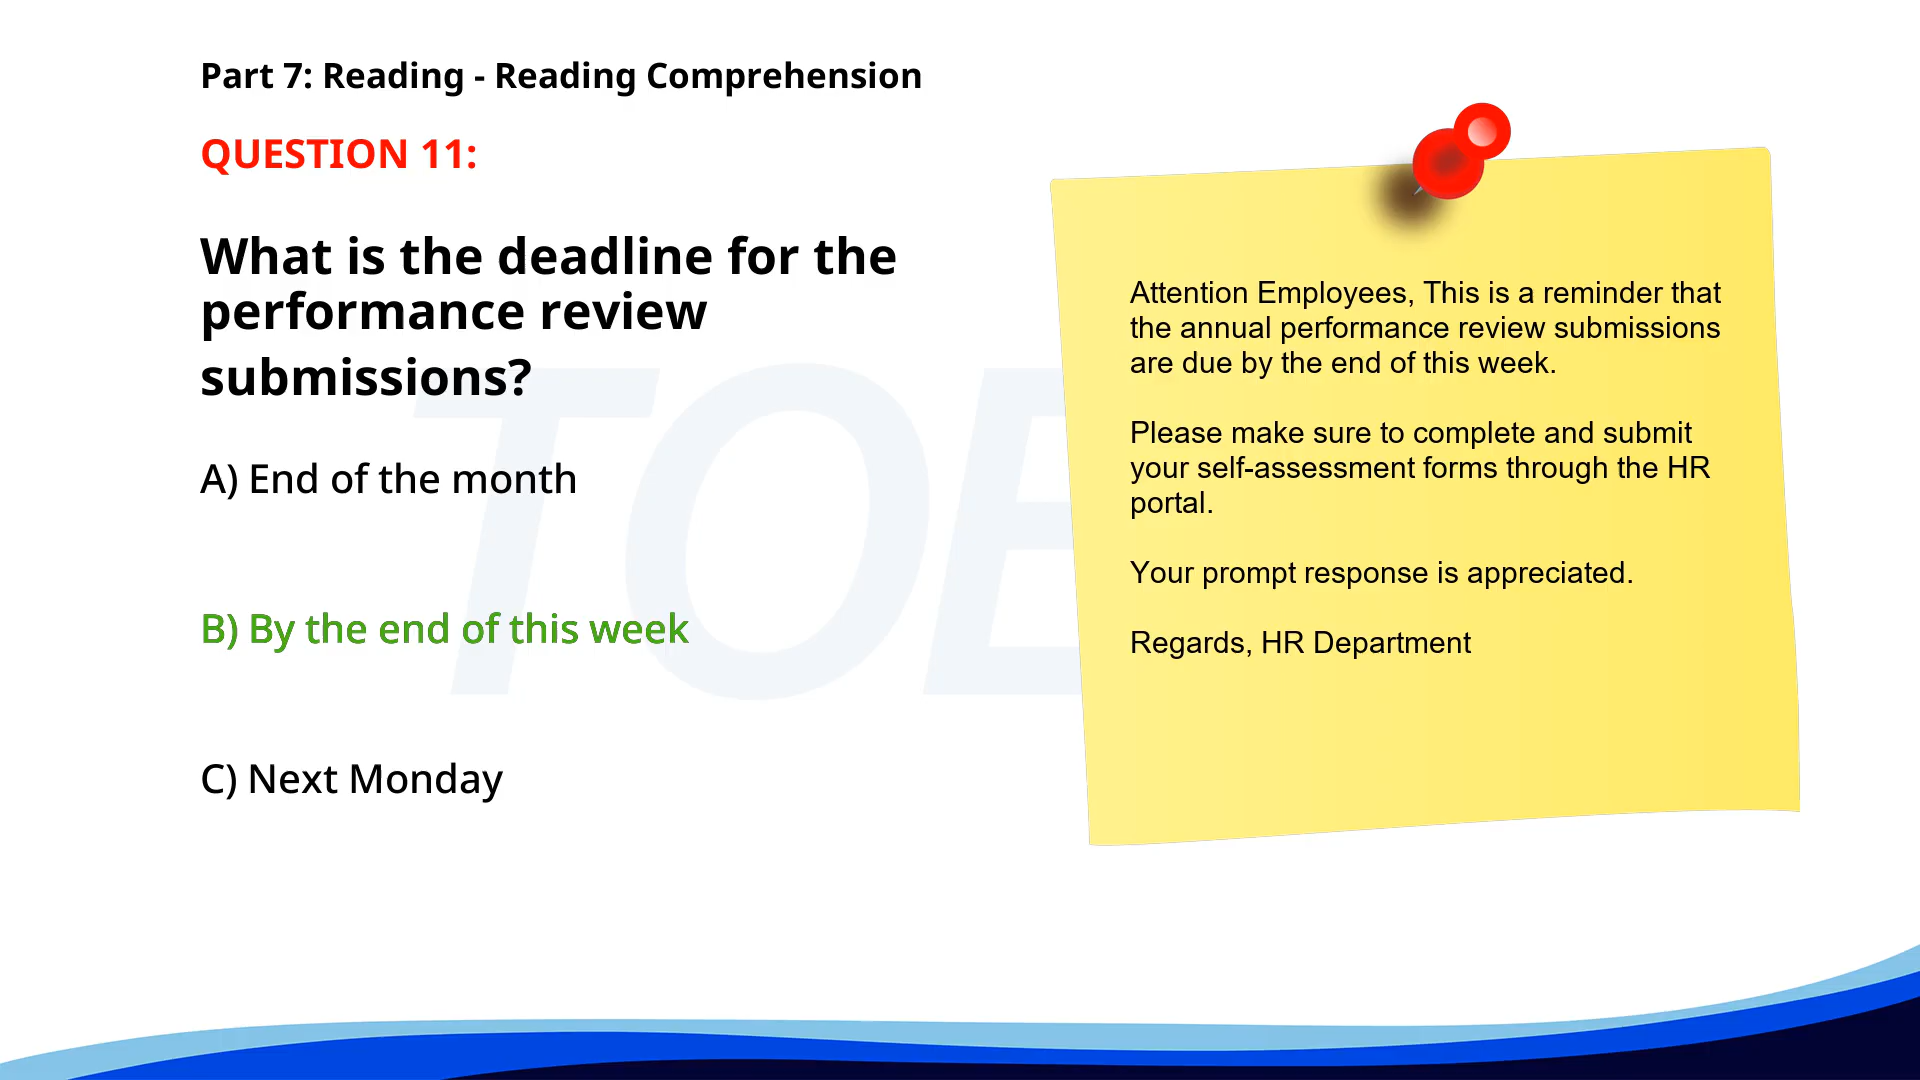 Part 7: Reading - Reading Comprehension
QUESTION 11:
What is the deadline for the
performance review
submissions?
A) End of the month
B) By the end of this week
C) Next Monday
Attention Employees, This is a reminder that
the annual performance review submissions
are due by the end of this week.
Please make sure to complete and submit
your self-assessment forms through the HR
portal.
Your prompt response is appreciated.
Regards, HR Department
TOE